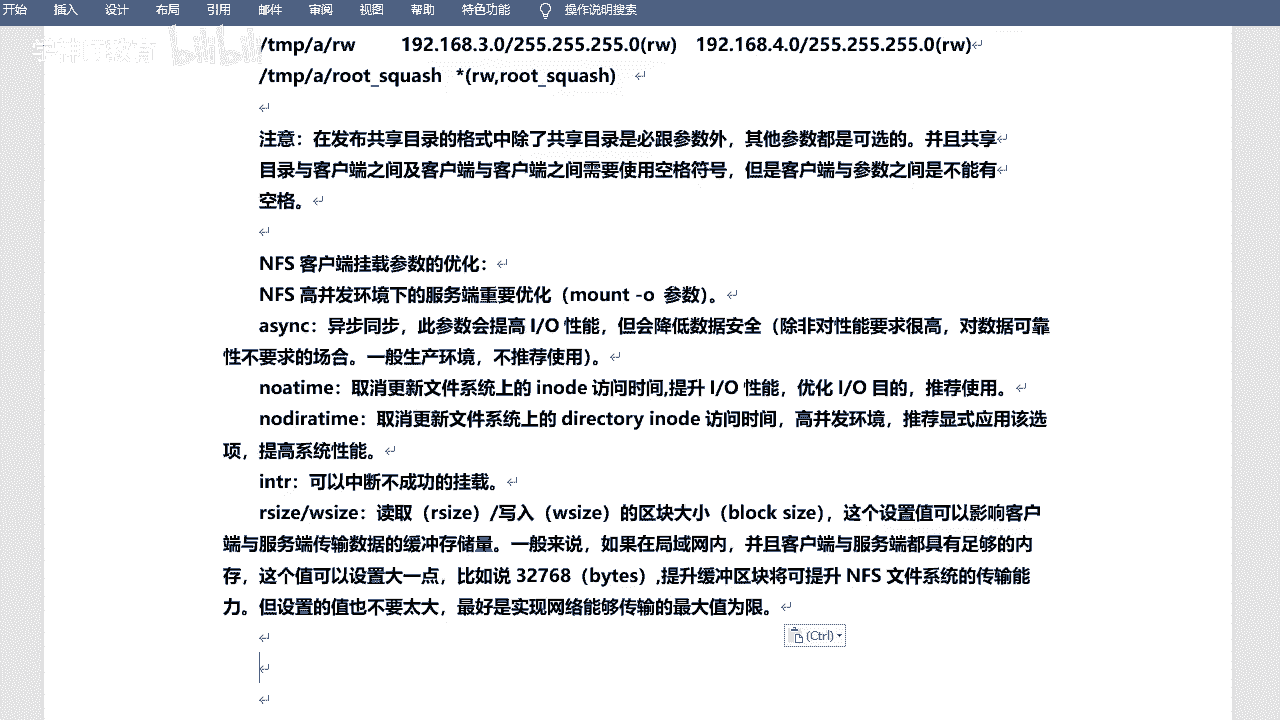 开始 插入 设计 布局 引用 邮件 审阅 视图 帮助 特色功能 操作说明搜索
bilibili
/tmp/a/rw 192.168.3.0/255.255.255.0(rw) 192.168.4.0/255.255.255.0(rw)
/tmp/a/root_squash *(rw,root_squash)
注意：在发布共享目录的格式中除了共享目录是必跟参数外，其他参数都是可选的。并且共享
目录与客户端之间及客户端与客户端之间需要使用空格符号，但是客户端与参数之间是不能有
空格。
NFS 客户端挂载参数的优化：
NFS 高并发环境下的服务端重要优化（mount -o 参数）。
async：异步同步，此参数会提高 I/O 性能，但会降低数据安全（除非对性能要求很高，对数据可靠
性不要求的场合。一般生产环境，不推荐使用）。
noatime：取消更新文件系统上的 inode 访问时间,提升 I/O 性能，优化 I/O 目的，推荐使用。
nodiratime：取消更新文件系统上的 directory inode 访问时间，高并发环境，推荐显式应用该选
项，提高系统性能。
intr：可以中断不成功的挂载。
rsize/wsize：读取（rsize）/写入（wsize）的区块大小（block size），这个设置值可以影响客户
端与服务端传输数据的缓冲存储量。一般来说，如果在局域网内，并且客户端与服务端都具有足够的内
存，这个值可以设置大一点，比如说 32768（bytes）,提升缓冲区块将可提升 NFS 文件系统的传输能
力。但设置的值也不要太大，最好是实现网络能够传输的最大值为限。
(Ctrl)